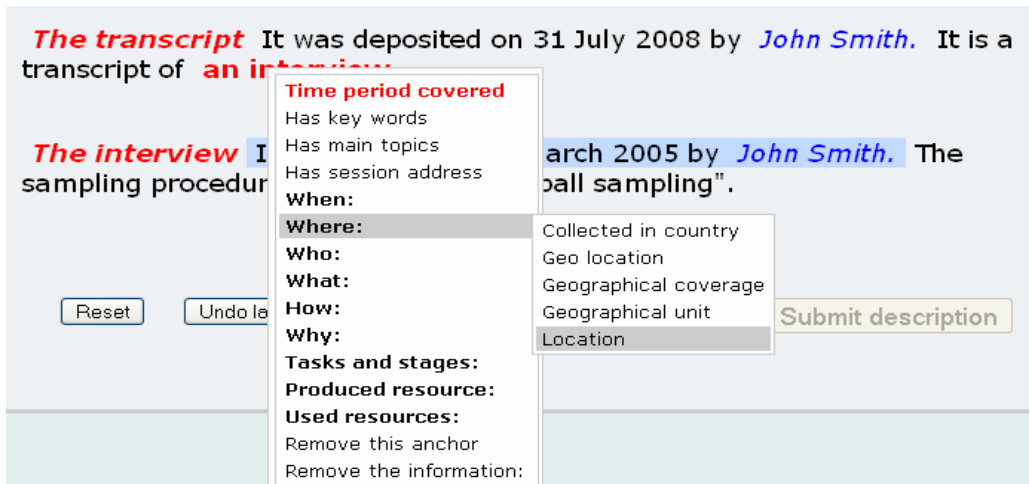 The transcript It was deposited on 31 July 2008 by John Smith. It is a
transcript of an interview
Time period covered
Has key words
Has main topics
Has session address
When:
Where:
Who:
What:
How:
Why:
Tasks and stages:
Produced resource:
Used resources:
Remove this anchor
Remove the information:
Collected in country
Geo location
Geographical coverage
Geographical unit
Location
The interview I arch 2005 by John Smith. The
sampling procedur ball sampling".
Reset
Undo la
Submit description